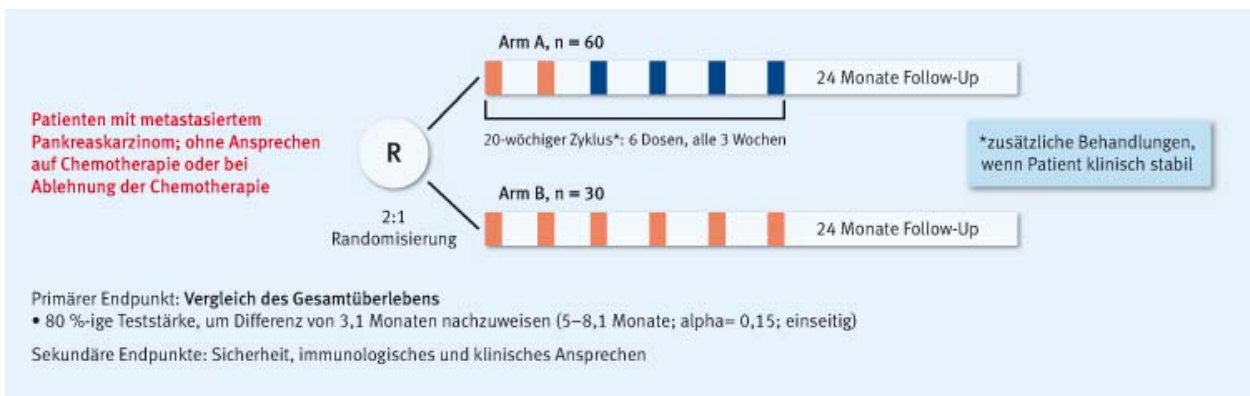 Arm A, n = 60
24 Monate Follow-Up
Patienten mit metastasiertem
Pankreaskarzinom; ohne Ansprechen
auf Chemotherapie oder bei
Ablehnung der Chemotherapie
R
20-wöchiger Zyklus*: 6 Dosen, alle 3 Wochen
*zusätzliche Behandlungen,
wenn Patient klinisch stabil
Arm B, n = 30
2:1
Randomisierung
24 Monate Follow-Up
Primärer Endpunkt: Vergleich des Gesamtüberlebens
• 80 %-ige Teststärke, um Differenz von 3,1 Monaten nachzuweisen (5–8,1 Monate; alpha= 0,15; einseitig)
Sekundäre Endpunkte: Sicherheit, immunologisches und klinisches Ansprechen